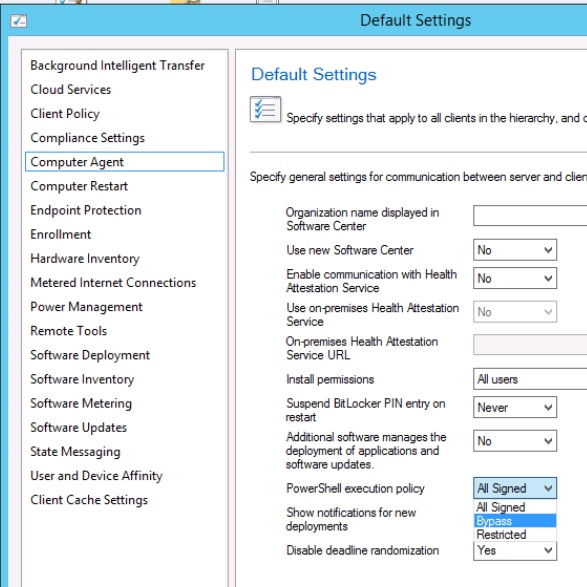 Default Settings
Background Intelligent Transfer
Cloud Services
Client Policy
Compliance Settings
Computer Agent
Computer Restart
Endpoint Protection
Enrollment
Hardware Inventory
Metered Internet Connections
Power Management
Remote Tools
Software Deployment
Software Inventory
Software Metering
Software Updates
State Messaging
User and Device Affinity
Client Cache Settings
Default Settings
Specify settings that apply to all clients in the hierarchy, and
Specify general settings for communication between server and clien
Organization name displayed in
Software Center
Use new Software Center No
Enable communication with Health
Attestation Service No
Use on-premises Health Attestation
Service No
On-premises Health Attestation
Service URL
Install permissions All users
Suspend BitLocker PIN entry on
restart Never
Additional software manages the
deployment of applications and
software updates. No
PowerShell execution policy All Signed
All Signed
Bypass
Restricted
Show notifications for new
deployments
Disable deadline randomization Yes